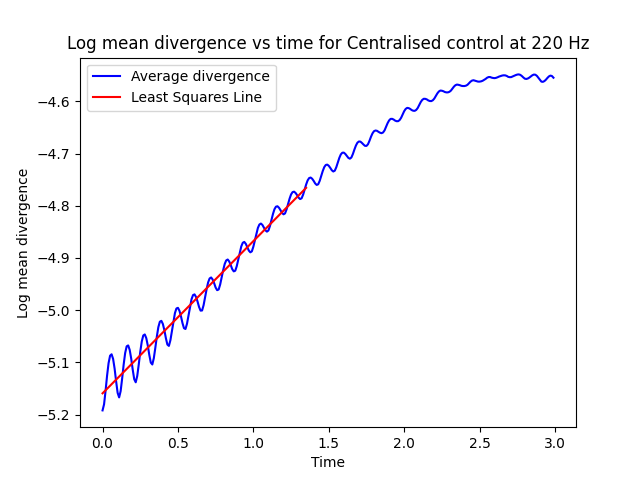 Log mean divergence vs time for Centralised control at 220 Hz
Average divergence
Least Squares Line
Log mean divergence
−4.6
−4.7
−4.8
−4.9
−5.0
−5.1
−5.2
0.0 0.5 1.0 1.5 2.0 2.5 3.0
Time